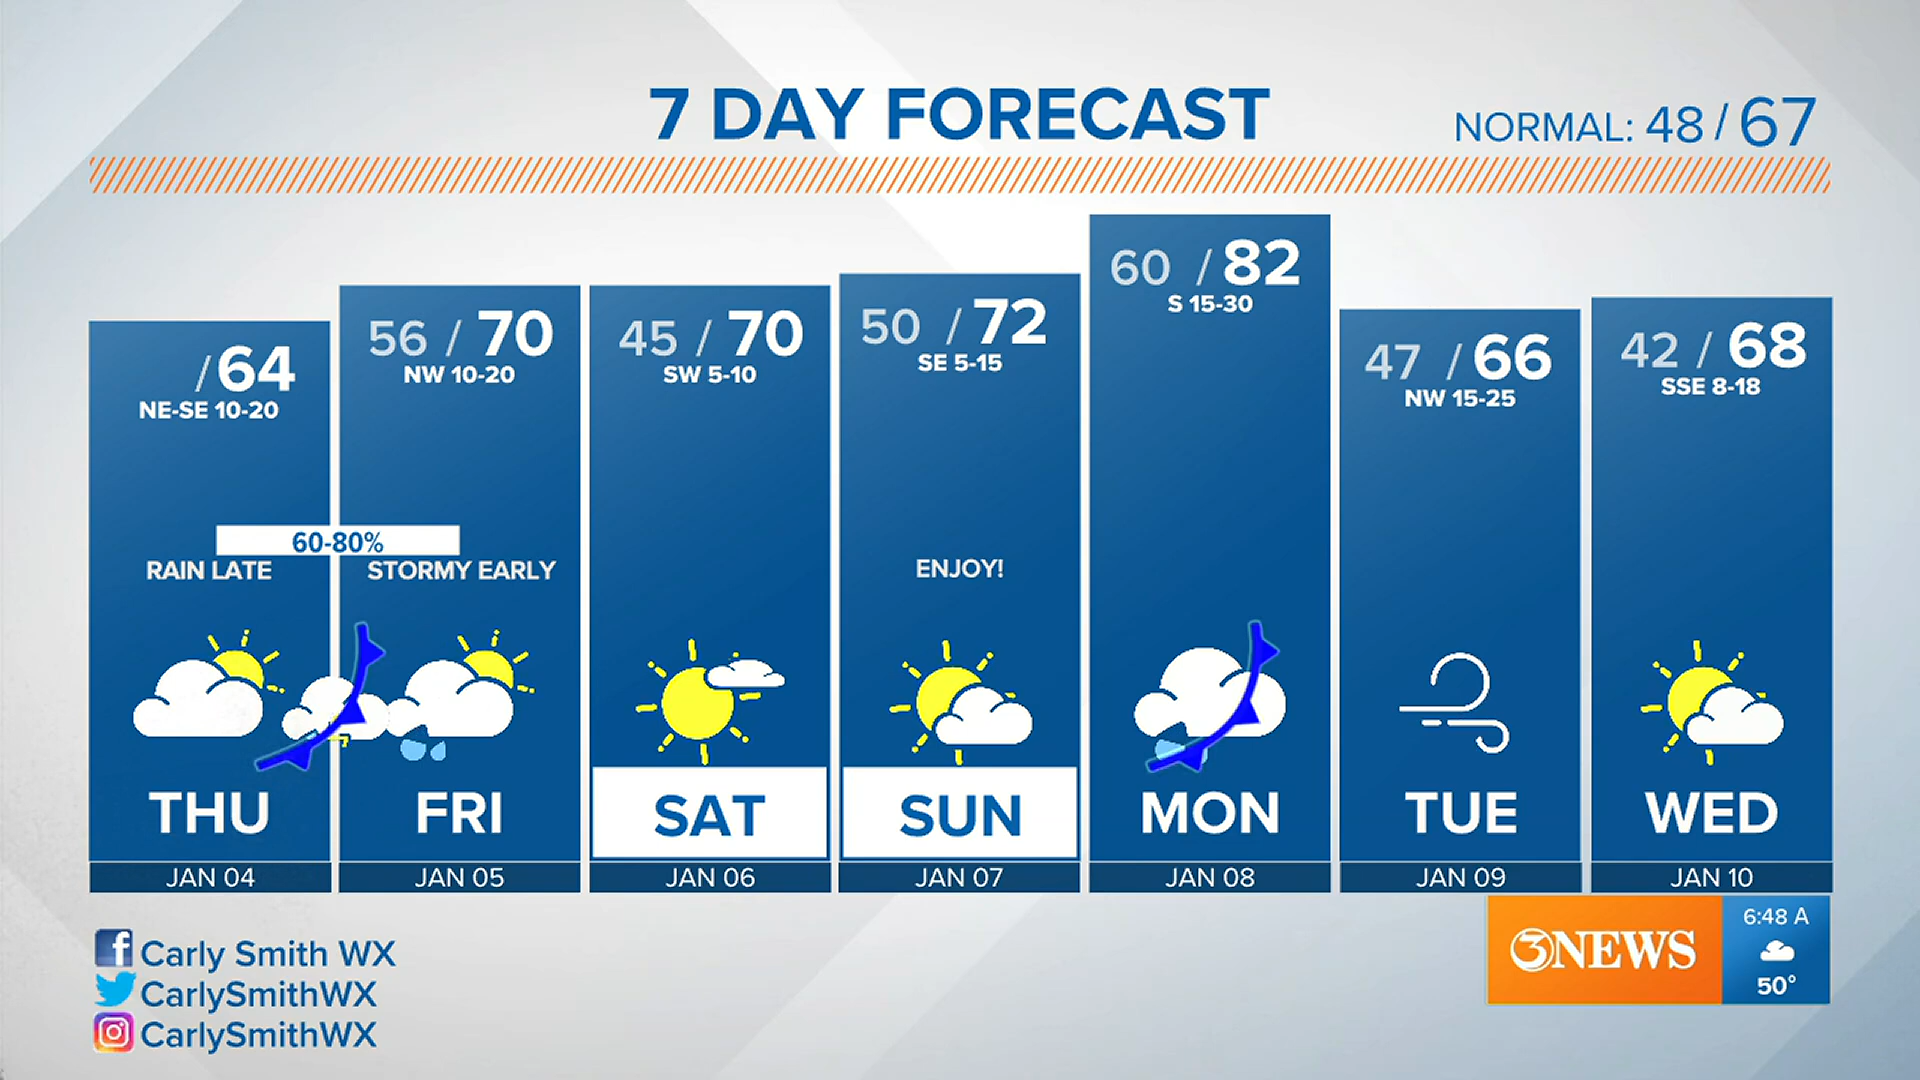 7 DAY FORECAST
NORMAL: 48 / 67
/ 64
NE-SE 10-20
RAIN LATE
60-80%
THU
JAN 04
56 / 70
NW 10-20
STORMY EARLY
FRI
JAN 05
45 / 70
SW 5-10
SAT
JAN 06
50 / 72
SE 5-15
ENJOY!
SUN
JAN 07
60 / 82
S 15-30
MON
JAN 08
47 / 66
NW 15-25
TUE
JAN 09
42 / 68
SSE 8-18
WED
JAN 10
f Carly Smith WX
CarlySmithWX
CarlySmithWX
3NEWS
6:48 A
50°